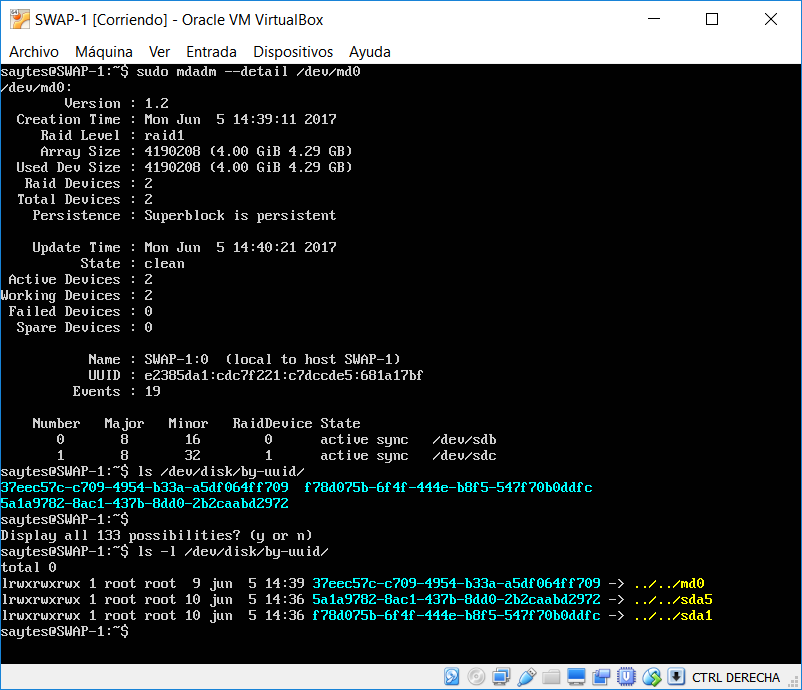 SWAP-1 [Corriendo] - Oracle VM VirtualBox
Archivo Máquina Ver Entrada Dispositivos Ayuda
saytes@SWAP-1:~$ sudo mdadm --detail /dev/md0
/dev/md0:
Version : 1.2
Creation Time : Mon Jun  5 14:39:11 2017
Raid Level : raid1
Array Size : 4190208 (4.00 GiB 4.29 GB)
Used Dev Size : 4190208 (4.00 GiB 4.29 GB)
Raid Devices : 2
Total Devices : 2
Persistence : Superblock is persistent
Update Time : Mon Jun  5 14:40:21 2017
State : clean
Active Devices : 2
Working Devices : 2
Failed Devices : 0
Spare Devices : 0
Name : SWAP-1:0  (local to host SWAP-1)
UUID : e2385da1:cdc7f221:c7dccde5:681a17bf
Events : 19
Number   Major   Minor   RaidDevice State
0       8       16        0      active sync   /dev/sdb
1       8       32        1      active sync   /dev/sdc
saytes@SWAP-1:~$ ls /dev/disk/by-uuid/
37eec57c-c709-4954-b33a-a5df064ff709  f78d075b-6f4f-444e-b8f5-547f70b0ddfc
5a1a9782-8ac1-437b-8dd0-2b2caabd2972
saytes@SWAP-1:~$
Display all 133 possibilities? (y or n)
saytes@SWAP-1:~$ ls -l /dev/disk/by-uuid/
total 0
lrwxrwxrwx 1 root root  9 jun  5 14:39 37eec57c-c709-4954-b33a-a5df064ff709 -> ../../md0
lrwxrwxrwx 1 root root 10 jun  5 14:36 5a1a9782-8ac1-437b-8dd0-2b2caabd2972 -> ../../sda5
lrwxrwxrwx 1 root root 10 jun  5 14:36 f78d075b-6f4f-444e-b8f5-547f70b0ddfc -> ../../sda1
saytes@SWAP-1:~$
CTRL DERECHA